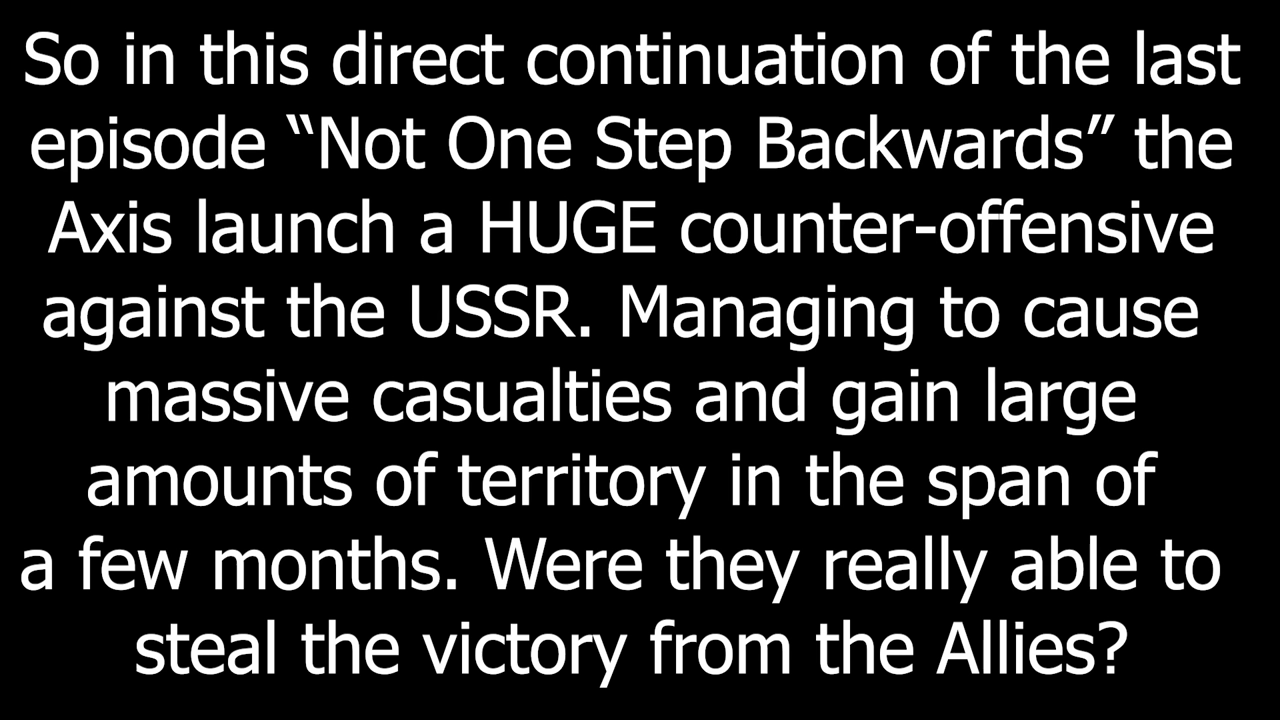 So in this direct continuation of the last
episode “Not One Step Backwards” the
Axis launch a HUGE counter-offensive
against the USSR. Managing to cause
massive casualties and gain large
amounts of territory in the span of
a few months. Were they really able to
steal the victory from the Allies?